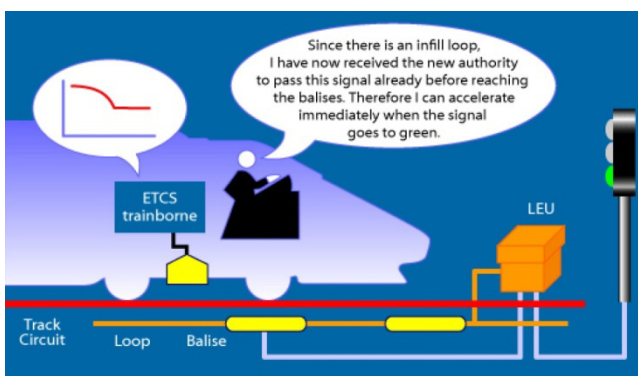 Since there is an infill loop,
I have now received the new authority
to pass this signal already before reaching
the balises. Therefore I can accelerate
immediately when the signal
goes to green.
ETCS
trainborne
LEU
Track
Circuit
Loop
Balise